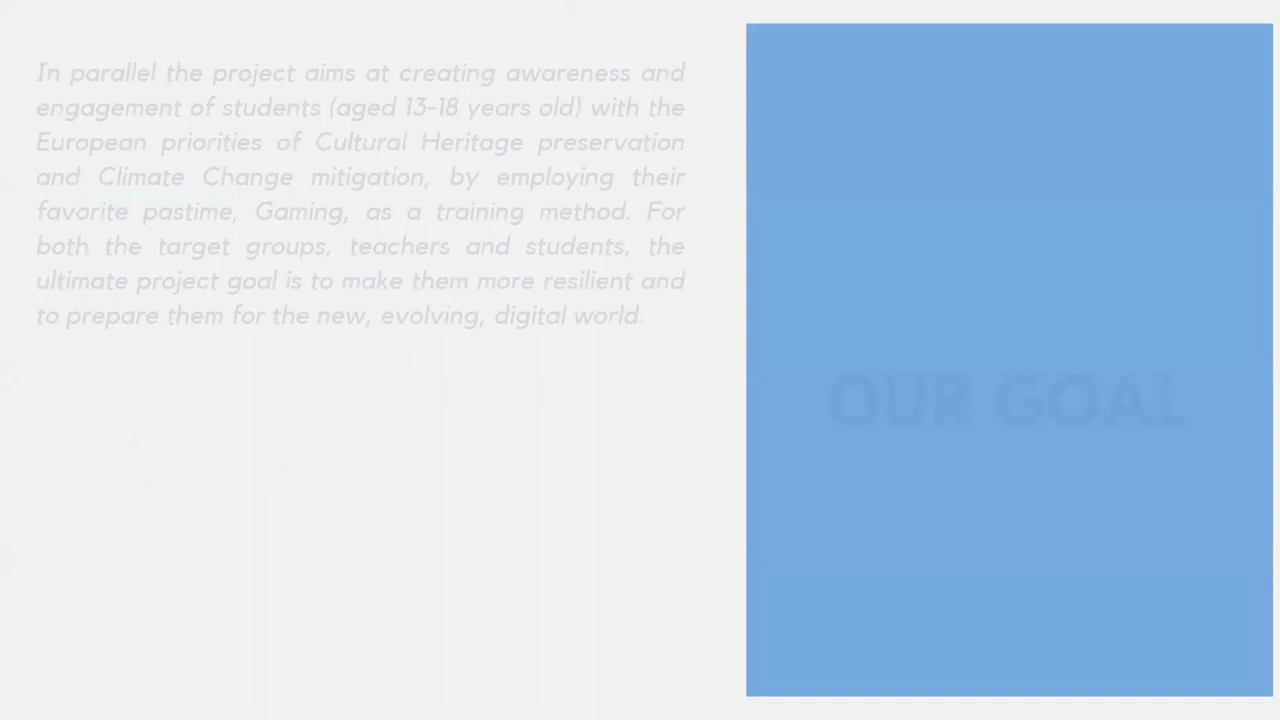 In parallel the project aims at creating awareness and
engagement of students (aged 13-18 years old) with the
European priorities of Cultural Heritage preservation
and Climate Change mitigation, by employing their
favorite pastime, Gaming, as a training method. For
both the target groups, teachers and students, the
ultimate project goal is to make them more resilient and
to prepare them for the new, evolving, digital world.
OUR GOAL